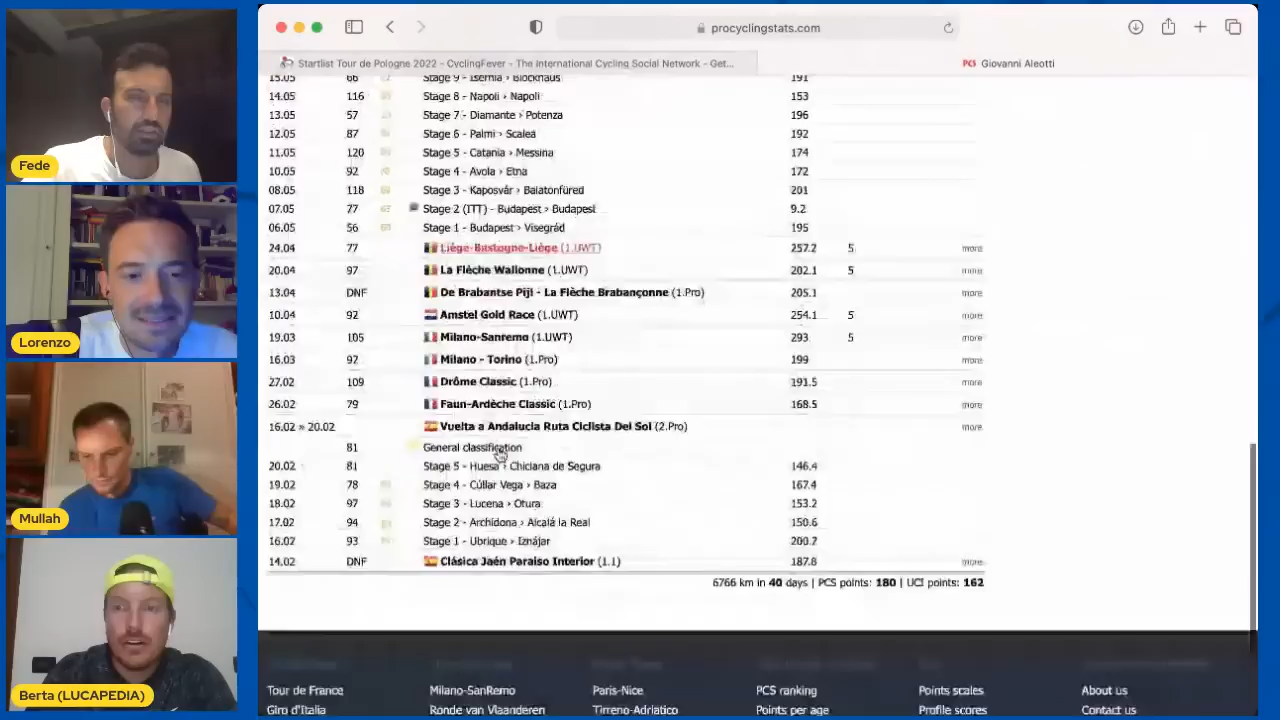 Fede
Lorenzo
Mullah
Berta (LUCAPEDIA)
procyclingstats.com
Startlist Tour de Pologne 2022 - CyclingFever - The International Cycling Social Network - Get...
PCS Giovanni Aleotti
15.05 66 Stage 9 - Isernia › Blockhaus 191
14.05 116 Stage 8 - Napoli › Napoli 153
13.05 57 Stage 7 - Diamante › Potenza 196
12.05 87 Stage 6 - Palmi › Scalea 192
11.05 120 Stage 5 - Catania › Messina 174
10.05 92 Stage 4 - Avola › Etna 172
08.05 118 Stage 3 - Kaposvár › Balatonfüred 201
07.05 77 Stage 2 (ITT) - Budapest › Budapest 9.2
06.05 56 Stage 1 - Budapest › Visegrád 195
24.04 77 Liège-Bastogne-Liège (1.UWT) 257.2 5 more
20.04 97 La Flèche Wallonne (1.UWT) 202.1 5 more
13.04 DNF De Brabantse Pijl - La Flèche Brabançonne (1.Pro) 205.1 more
10.04 92 Amstel Gold Race (1.UWT) 254.1 5 more
19.03 105 Milano-Sanremo (1.UWT) 293 5 more
16.03 92 Milano - Torino (1.Pro) 199 more
27.02 109 Drôme Classic (1.Pro) 191.5 more
26.02 79 Faun-Ardèche Classic (1.Pro) 168.5 more
16.02 » 20.02 Vuelta a Andalucia Ruta Ciclista Del Sol (2.Pro) more
81 General classification
20.02 81 Stage 5 - Huesa › Chiclana de Segura 146.4
19.02 78 Stage 4 - Cúllar Vega › Baza 167.4
18.02 97 Stage 3 - Lucena › Otura 153.2
17.02 94 Stage 2 - Archidona › Alcalá la Real 150.6
16.02 93 Stage 1 - Ubrique › Iznájar 200.7
14.02 DNF Clásica Jaén Paraiso Interior (1.1) 187.8 more
6766 km in 40 days | PCS points: 180 | UCI points: 162
Tour de France Milano-SanRemo Paris-Nice PCS ranking Points scales About us
Giro d'Italia Ronde van Vlaanderen Tirreno-Adriatico Points per age Profile scores Contact us